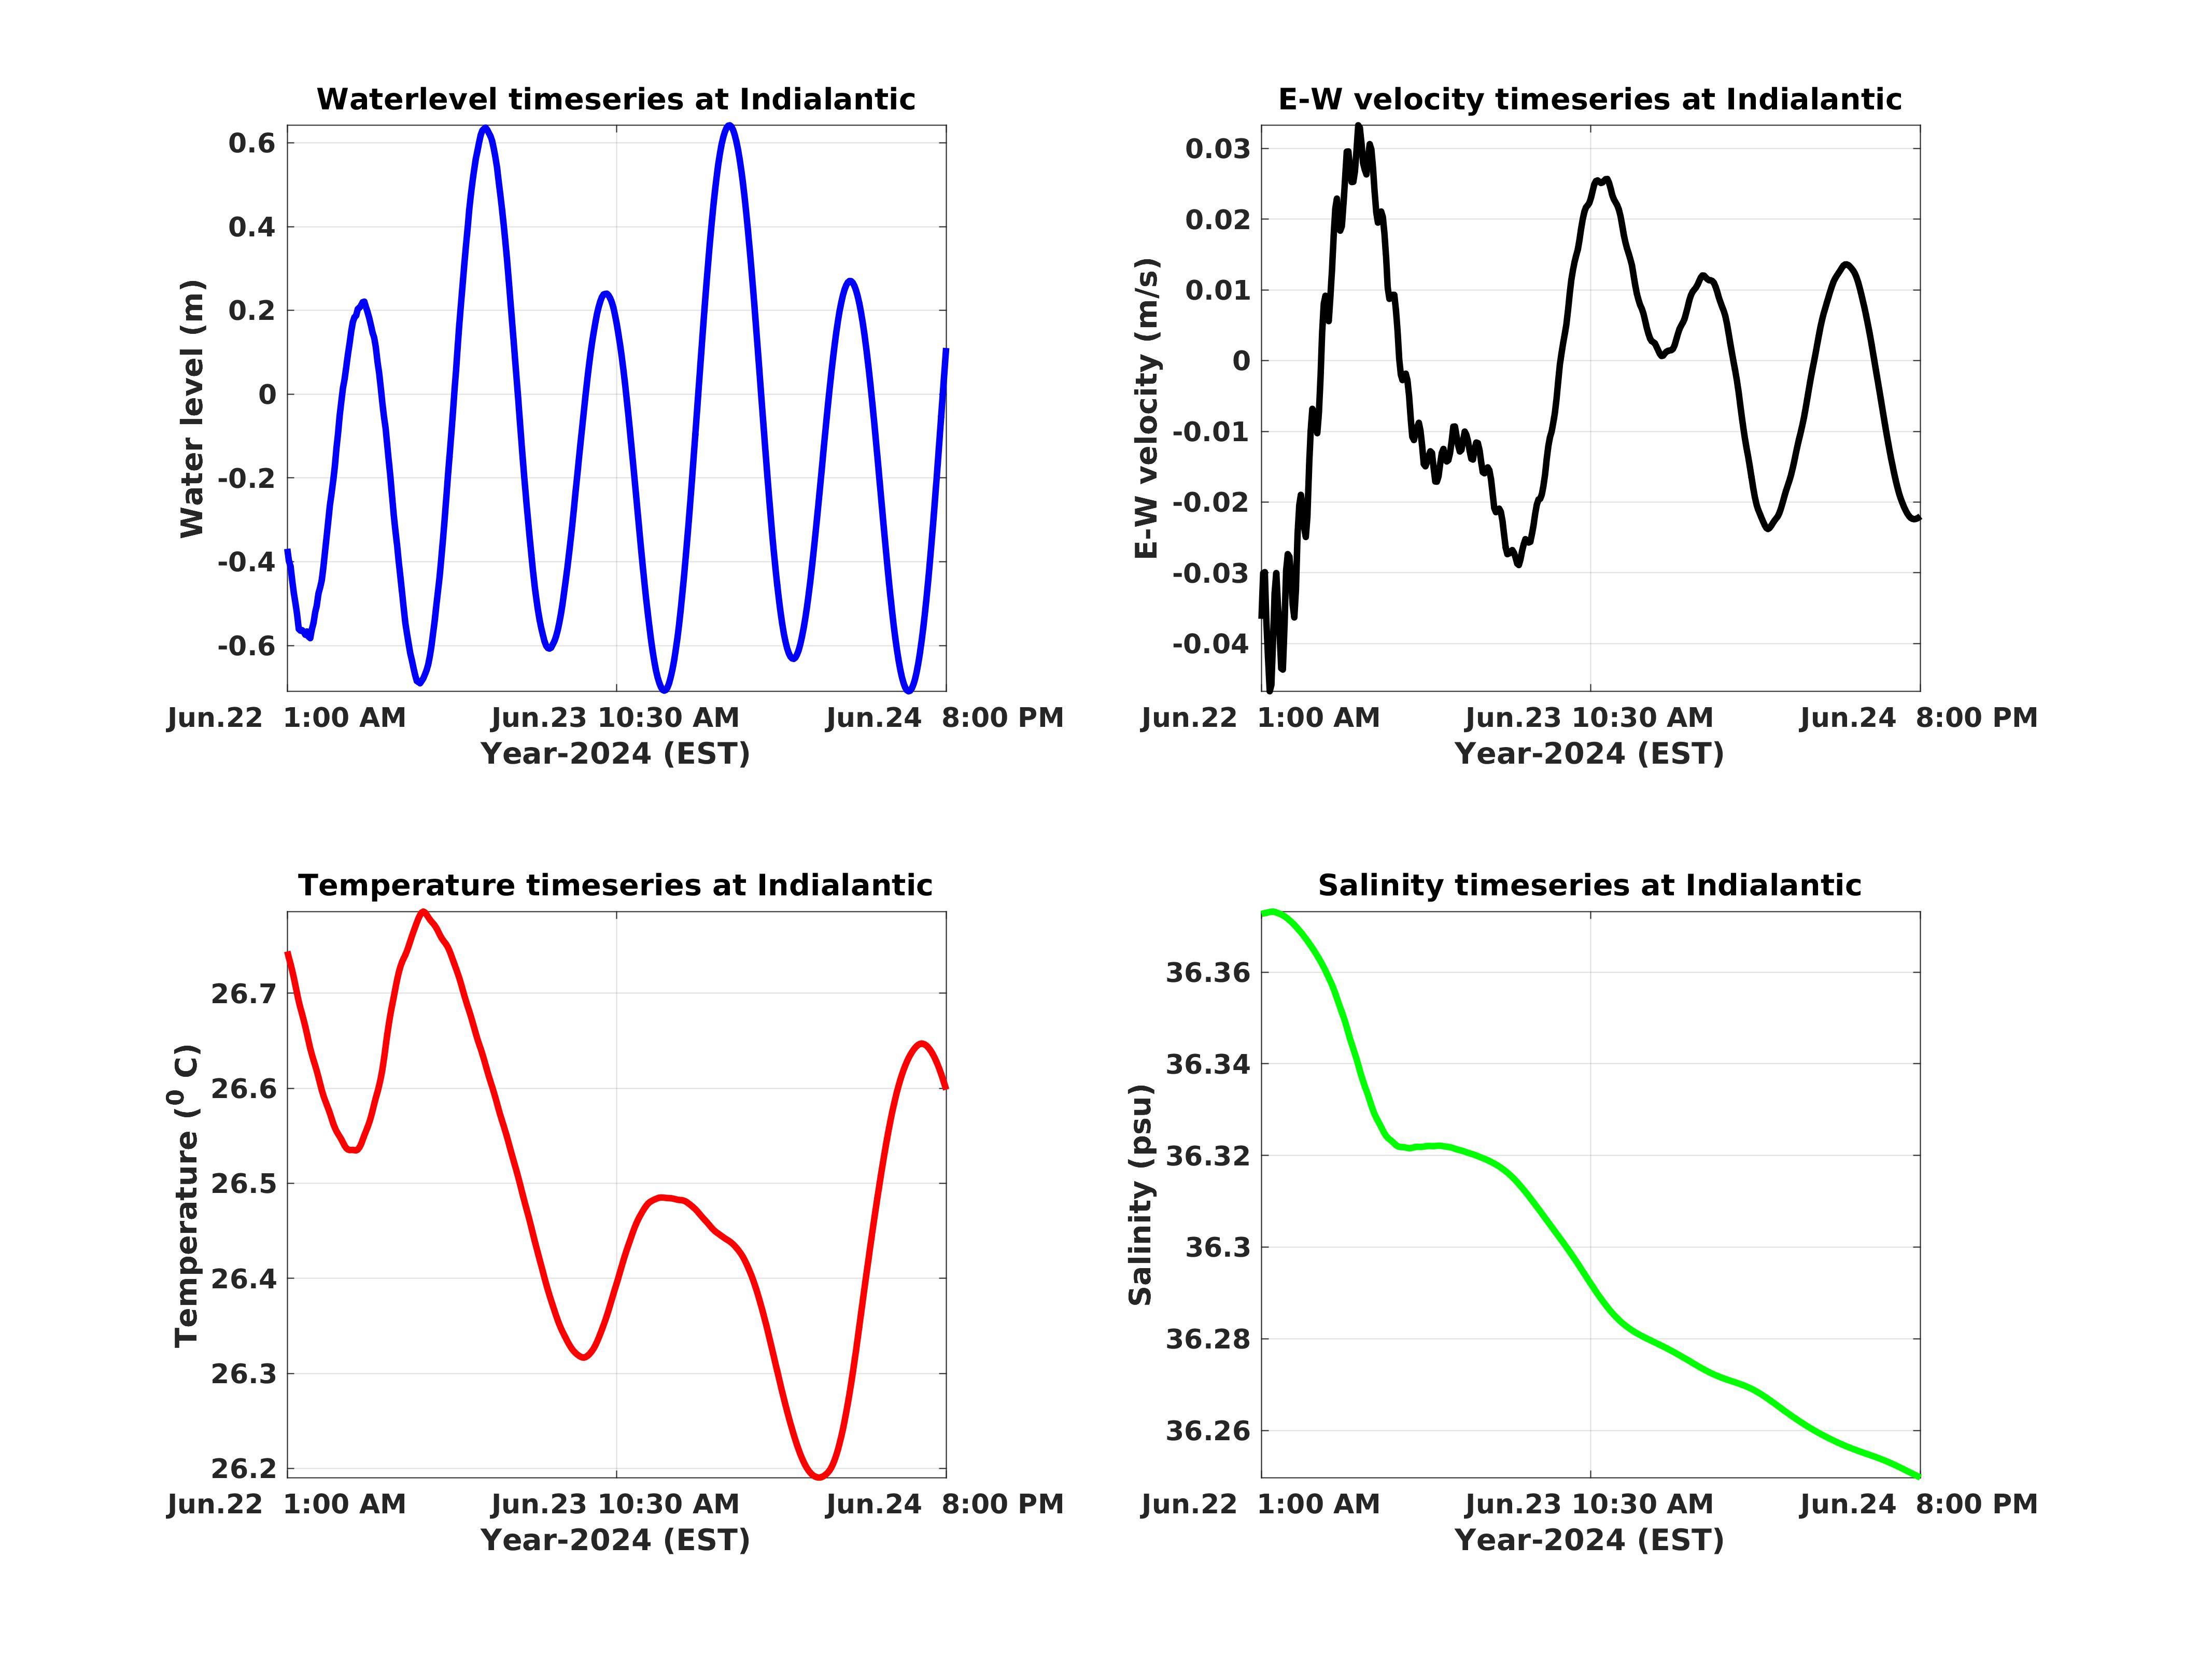 Waterlevel timeseries at Indialantic
0.6
0.4
0.2
0
-0.2
-0.4
-0.6
Water level (m)
Jun.22 1:00 AM Jun.23 10:30 AM Jun.24 8:00 PM
Year-2024 (EST)
E-W velocity timeseries at Indialantic
0.03
0.02
0.01
0
-0.01
-0.02
-0.03
-0.04
E-W velocity (m/s)
Jun.22 1:00 AM Jun.23 10:30 AM Jun.24 8:00 PM
Year-2024 (EST)
Temperature timeseries at Indialantic
26.7
26.6
26.5
26.4
26.3
26.2
Temperature (⁰ C)
Jun.22 1:00 AM Jun.23 10:30 AM Jun.24 8:00 PM
Year-2024 (EST)
Salinity timeseries at Indialantic
36.36
36.34
36.32
36.3
36.28
36.26
Salinity (psu)
Jun.22 1:00 AM Jun.23 10:30 AM Jun.24 8:00 PM
Year-2024 (EST)